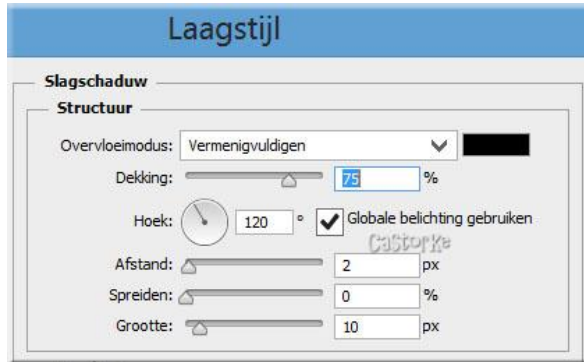 Laagstijl
Slagschaduw
Structuur
Overvloeimodus: Vermenigvuldigen
Dekking: 75 %
Hoek: 120 ° Globale belichting gebruiken
CaStorKe
Afstand: 2 px
Spreiden: 0 %
Grootte: 10 px